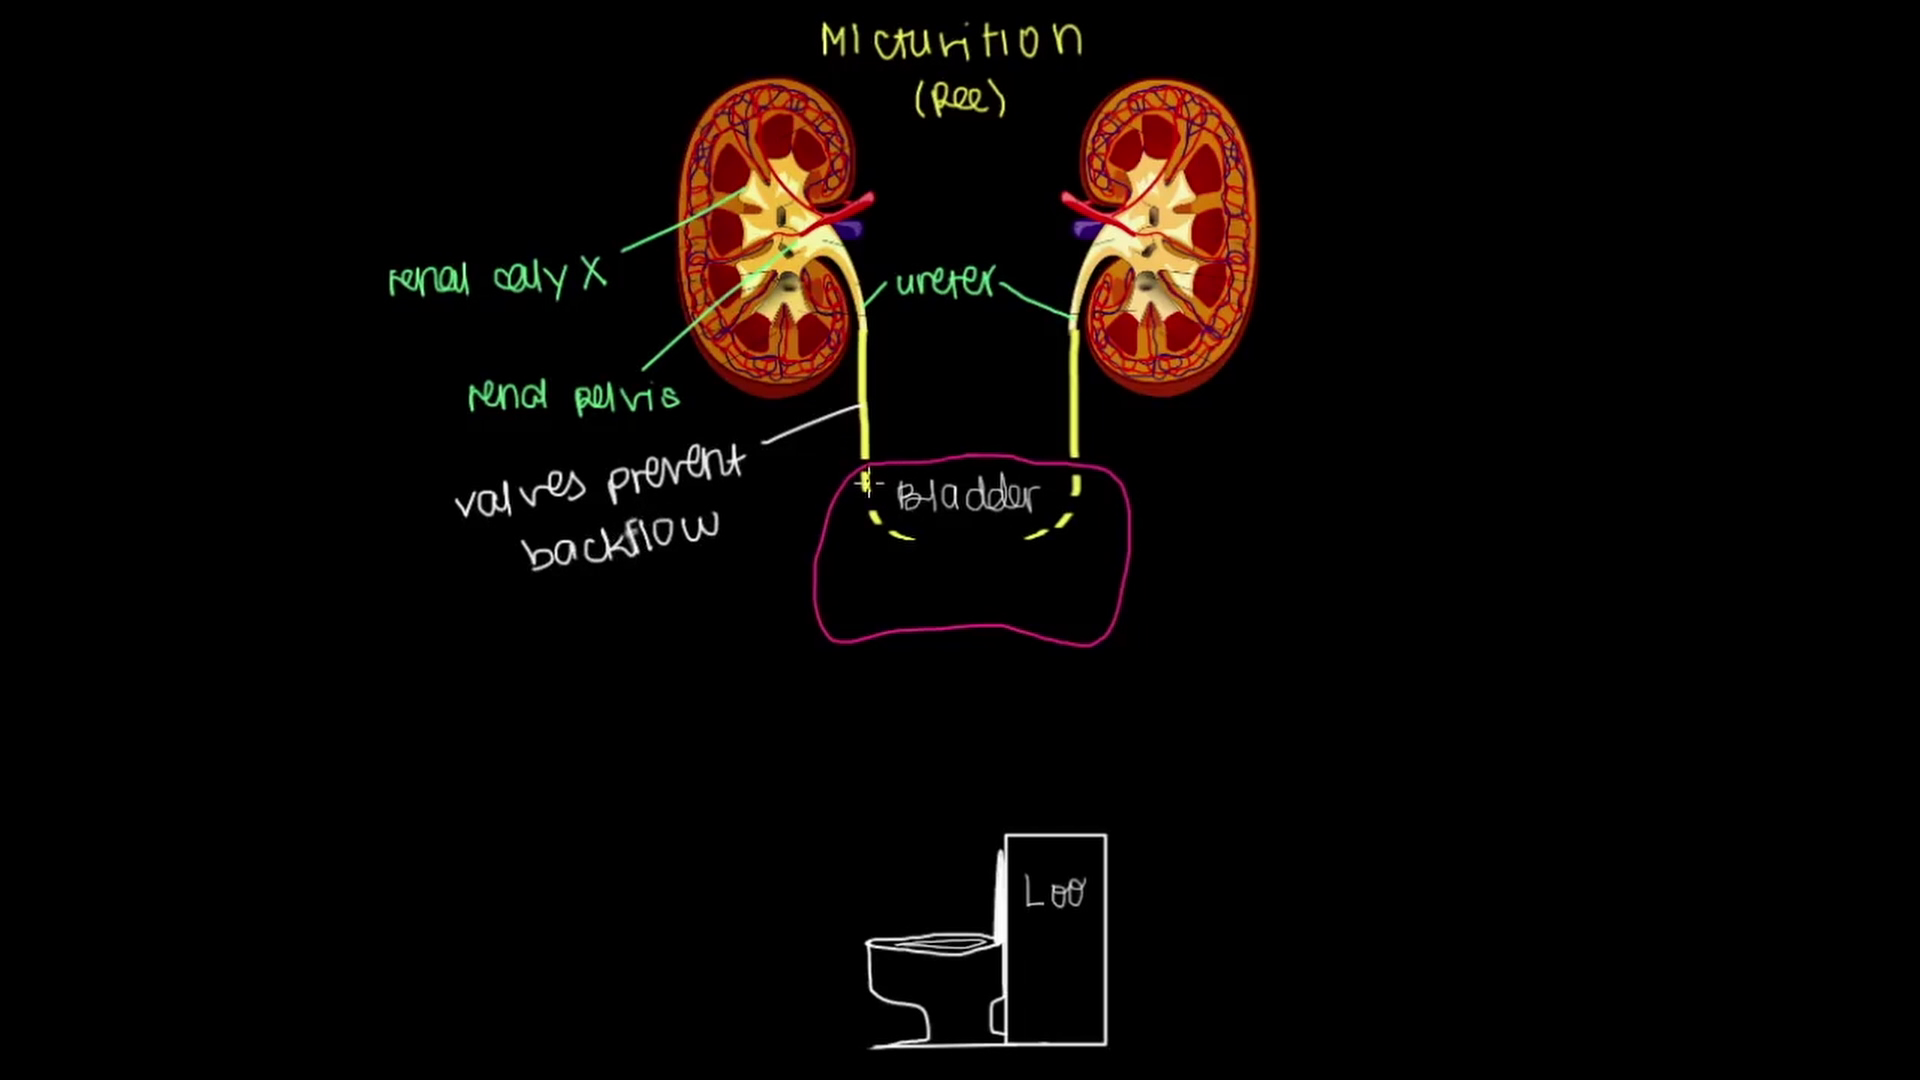 Micturition
(Pee)
renal calyx
ureter
renal pelvis
valves prevent
backflow
Bladder
Loo